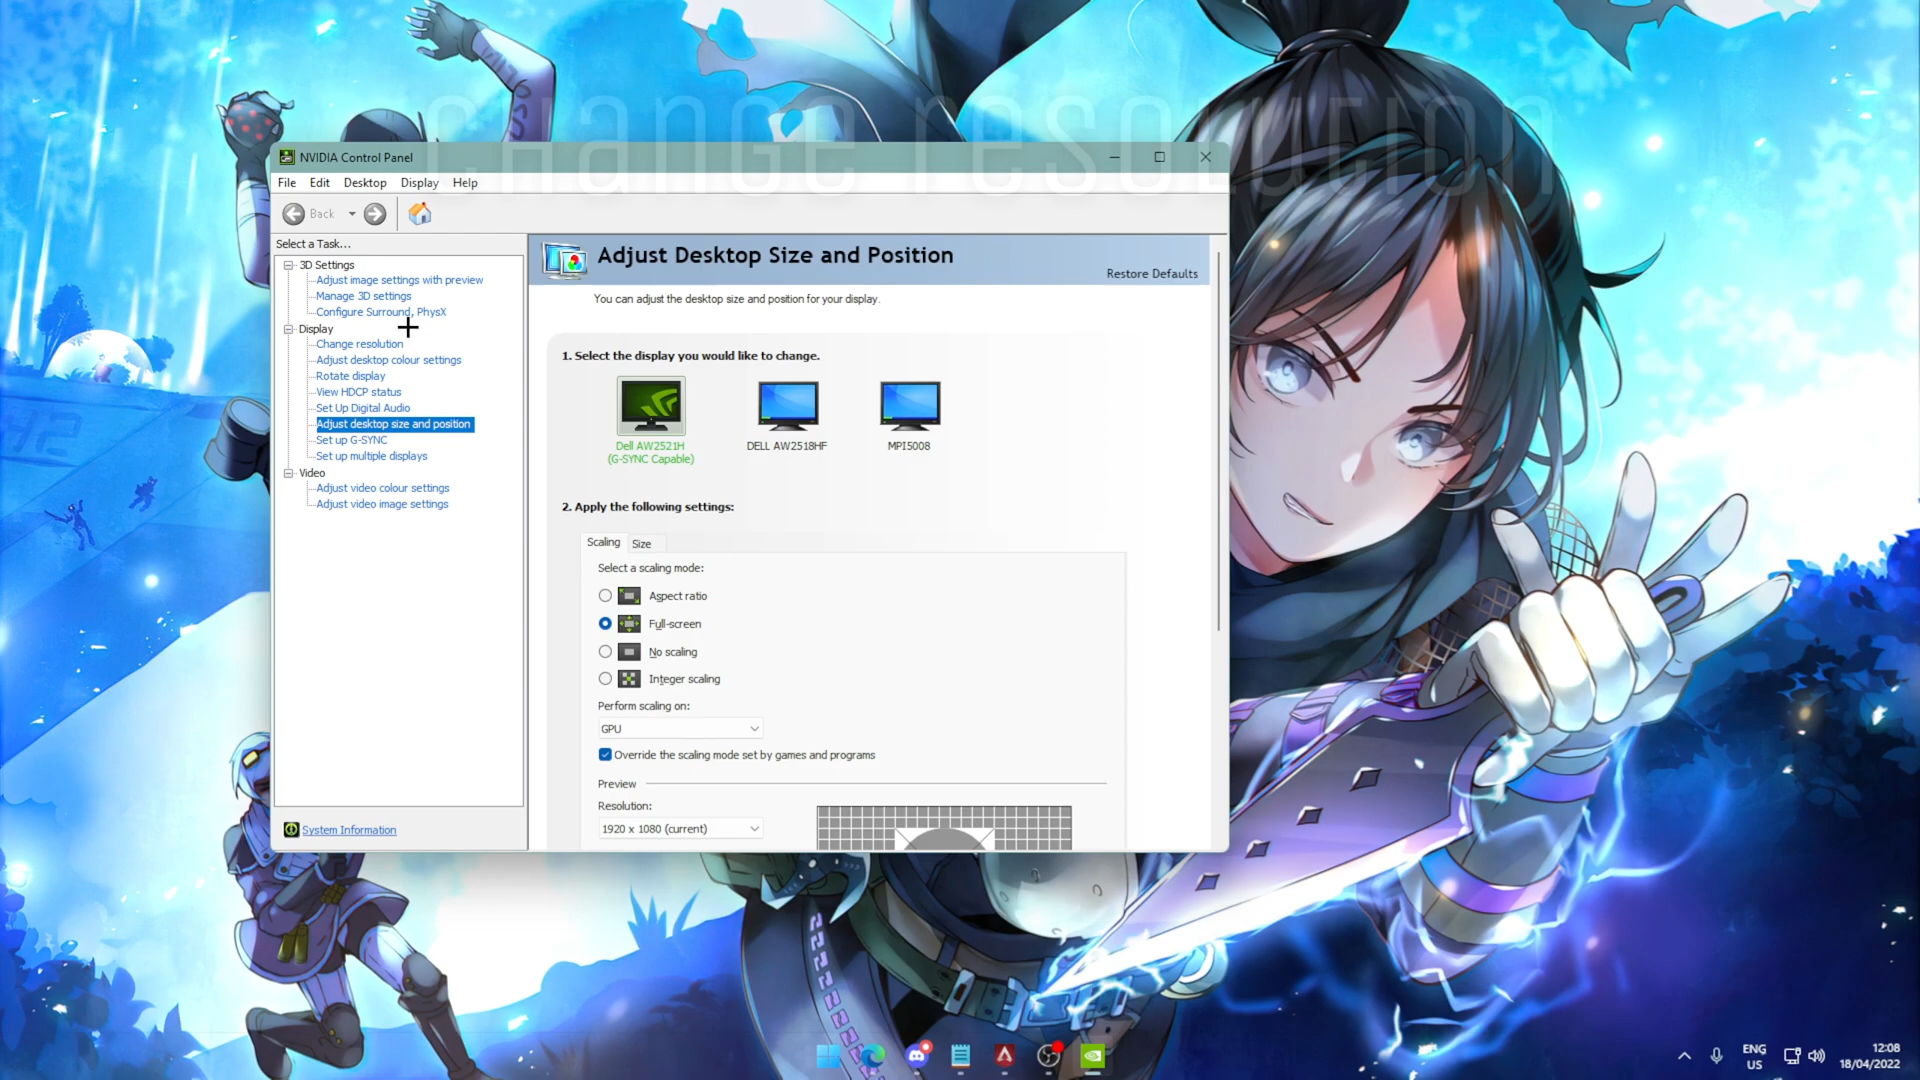 change resolution
NVIDIA Control Panel
File Edit Desktop Display Help
Back
Select a Task...
3D Settings
Adjust image settings with preview
Manage 3D settings
Configure Surround, PhysX
Display
Change resolution
Adjust desktop colour settings
Rotate display
View HDCP status
Set Up Digital Audio
Adjust desktop size and position
Set up G-SYNC
Set up multiple displays
Video
Adjust video colour settings
Adjust video image settings
System Information
Adjust Desktop Size and Position
Restore Defaults
You can adjust the desktop size and position for your display.
1. Select the display you would like to change.
Dell AW2521H
(G-SYNC Capable)
DELL AW2518HF
MPI5008
2. Apply the following settings:
Scaling Size
Select a scaling mode:
Aspect ratio
Full-screen
No scaling
Integer scaling
Perform scaling on:
GPU
Override the scaling mode set by games and programs
Preview
Resolution:
1920 x 1080 (current)
ENG
US
12:08
18/04/2022